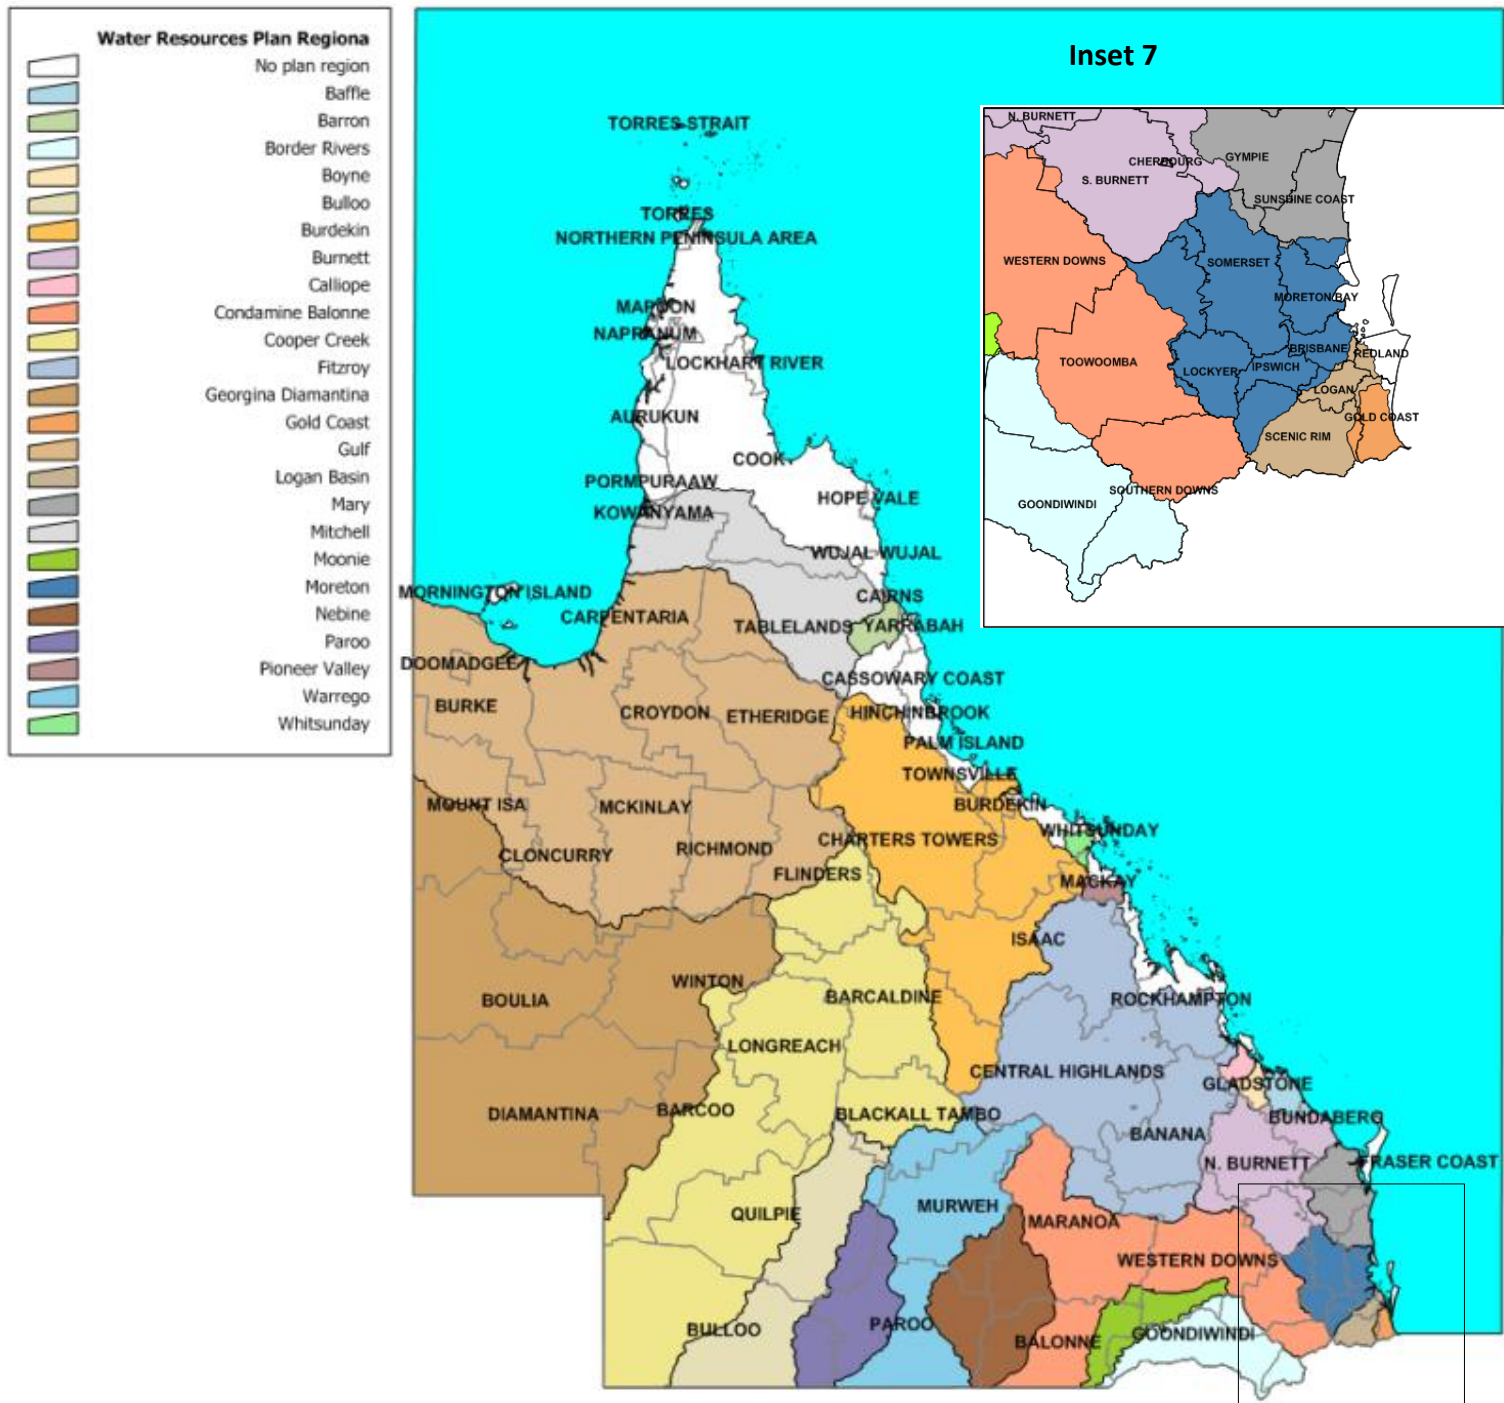 Water Resources Plan Regiona
No plan region
Baffle
Barron
Border Rivers
Boyne
Bulloo
Burdekin
Burnett
Calliope
Condamine Balonne
Cooper Creek
Fitzroy
Georgina Diamantina
Gold Coast
Gulf
Logan Basin
Mary
Mitchell
Moonie
Moreton
Nebine
Paroo
Pioneer Valley
Warrego
Whitsunday
Inset 7
N. BURNETT
CHERBOURG
GYMPIE
S. BURNETT
SUNSHINE COAST
WESTERN DOWNS
SOMERSET
MORETON BAY
BRISBANE
REDLAND
TOOWOOMBA
LOCKYER
IPSWICH
LOGAN
GOLD COAST
SCENIC RIM
SOUTHERN DOWNS
GOONDIWINDI
TORRES STRAIT
TORRES
NORTHERN PENINSULA AREA
MAPOON
NAPRANUM
LOCKHART RIVER
AURUKUN
COOK
PORMPURAAW
HOPE VALE
KOWANYAMA
WUJAL WUJAL
MORNINGTON ISLAND
CAIRNS
CARPENTARIA
TABLELANDS
YARRABAH
DOOMADGEE
CASSOWARY COAST
BURKE
CROYDON
ETHERIDGE
HINCHINBROOK
PALM ISLAND
TOWNSVILLE
MOUNT ISA
MCKINLAY
BURDEKIN
WHITSUNDAY
CHARTERS TOWERS
CLONCURRY
RICHMOND
FLINDERS
MACKAY
ISAAC
WINTON
BOULIA
BARCALDINE
ROCKHAMPTON
LONGREACH
CENTRAL HIGHLANDS
GLADSTONE
DIAMANTINA
BARCOO
BLACKALL TAMBO
BUNDABERG
BANANA
N. BURNETT
FRASER COAST
QUILPIE
MURWEH
MARANOA
WESTERN DOWNS
BULLOO
PAROO
BALONNE
GOONDIWINDI